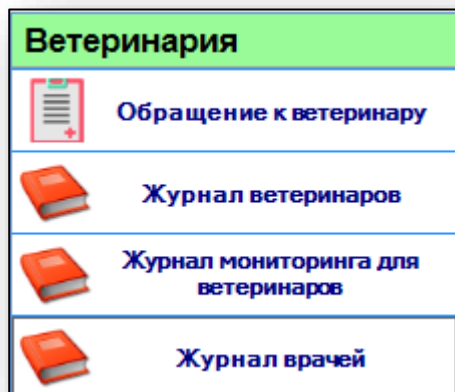 Ветеринария
Обращение к ветеринару
Журнал ветеринаров
Журнал мониторинга для
ветеринаров
Журнал врачей